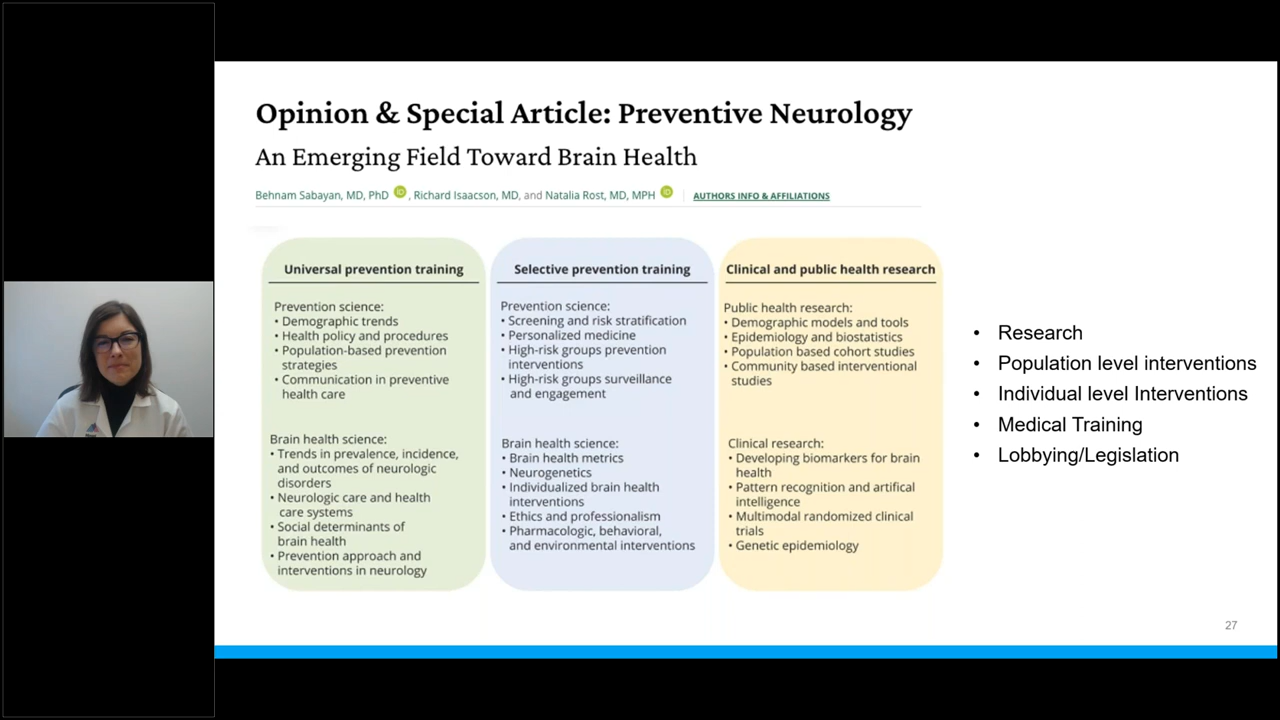 Opinion & Special Article: Preventive Neurology
An Emerging Field Toward Brain Health
Behnam Sabayan, MD, PhD iD , Richard Isaacson, MD, and Natalia Rost, MD, MPH iD | AUTHORS INFO & AFFILIATIONS
Universal prevention training
Prevention science:
• Demographic trends
• Health policy and procedures
• Population-based prevention
strategies
• Communication in preventive
health care
Brain health science:
• Trends in prevalence, incidence,
and outcomes of neurologic
disorders
• Neurologic care and health
care systems
• Social determinants of
brain health
• Prevention approach and
interventions in neurology
Selective prevention training
Prevention science:
• Screening and risk stratification
• Personalized medicine
• High-risk groups prevention
interventions
• High-risk groups surveillance
and engagement
Brain health science:
• Brain health metrics
• Neurogenetics
• Individualized brain health
interventions
• Ethics and professionalism
• Pharmacologic, behavioral,
and environmental interventions
Clinical and public health research
Public health research:
• Demographic models and tools
• Epidemiology and biostatistics
• Population based cohort studies
• Community based interventional
studies
Clinical research:
• Developing biomarkers for brain
health
• Pattern recognition and artifical
intelligence
• Multimodal randomized clinical
trials
• Genetic epidemiology
• Research
• Population level interventions
• Individual level Interventions
• Medical Training
• Lobbying/Legislation
27